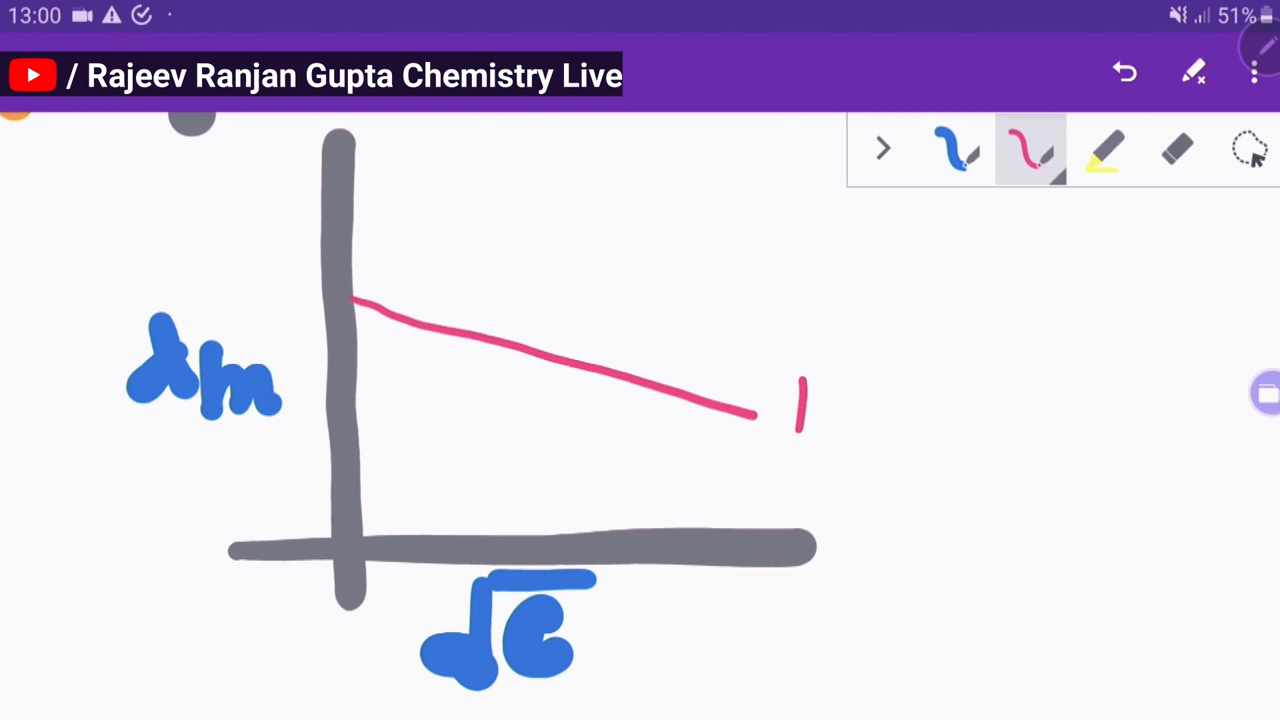 13:00
51%
/ Rajeev Ranjan Gupta Chemistry Live
λm
√c